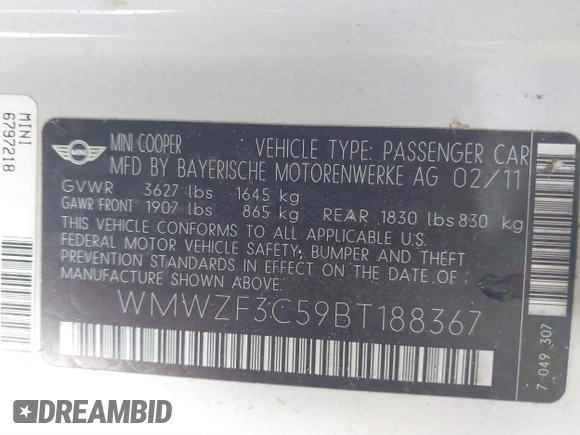 MINI
6797218
MINI
MINI COOPER
VEHICLE TYPE: PASSENGER CAR
MFD BY BAYERISCHE MOTORENWERKE AG 02/11
GVWR 3627 lbs 1645 kg
GAWR FRONT 1907 lbs 865 kg REAR 1830 lbs 830 kg
THIS VEHICLE CONFORMS TO ALL APPLICABLE U.S.
FEDERAL MOTOR VEHICLE SAFETY, BUMPER AND THEFT
PREVENTION STANDARDS IN EFFECT ON THE DATE OF
MANUFACTURE SHOWN ABOVE.
WMWZF3C59BT188367
7 049 307
DREAMBID